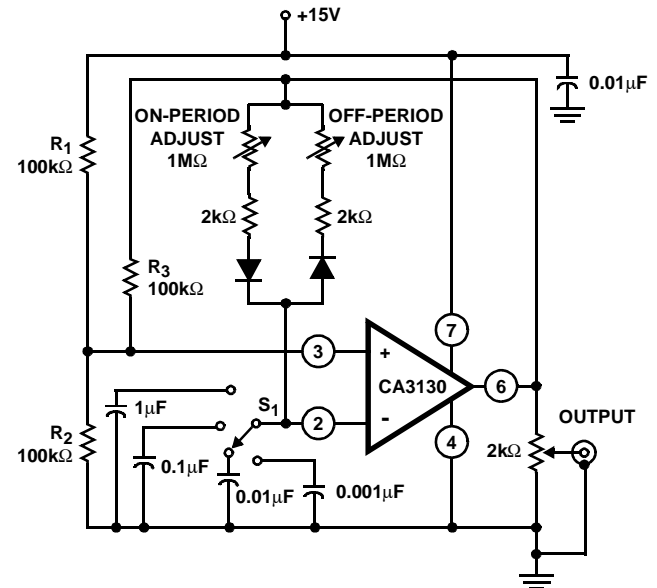 +15V
0.01μF
ON-PERIOD
ADJUST
1MΩ
OFF-PERIOD
ADJUST
1MΩ
R1
100kΩ
2kΩ
2kΩ
R3
100kΩ
7
3
+
CA3130
6
2
-
4
S1
1μF
OUTPUT
R2
100kΩ
0.1μF
0.01μF
0.001μF
2kΩ